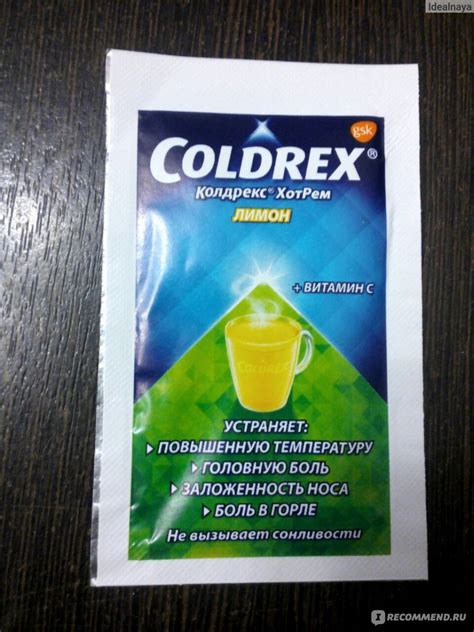 Idealnaya
gsk
COLDREX®
Колдрекс® ХотРем
ЛИМОН
+ ВИТАМИН С
COLDREX
УСТРАНЯЕТ:
ПОВЫШЕННУЮ ТЕМПЕРАТУРУ
ГОЛОВНУЮ БОЛЬ
ЗАЛОЖЕННОСТЬ НОСА
БОЛЬ В ГОРЛЕ
Не вызывает сонливости
I RECOMMEND.RU